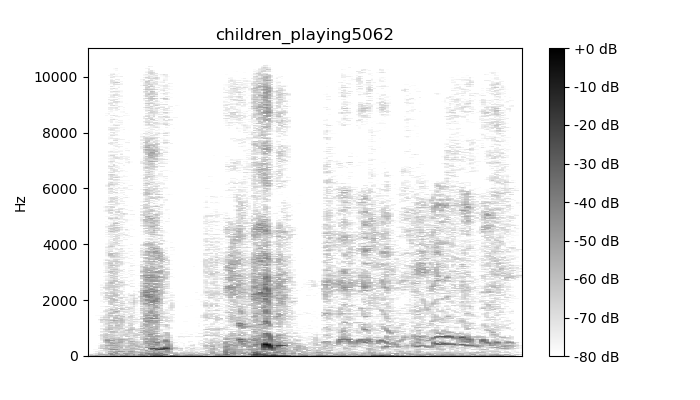 children_playing5062
10000
8000
6000
4000
2000
0
Hz
+0 dB
-10 dB
-20 dB
-30 dB
-40 dB
-50 dB
-60 dB
-70 dB
-80 dB